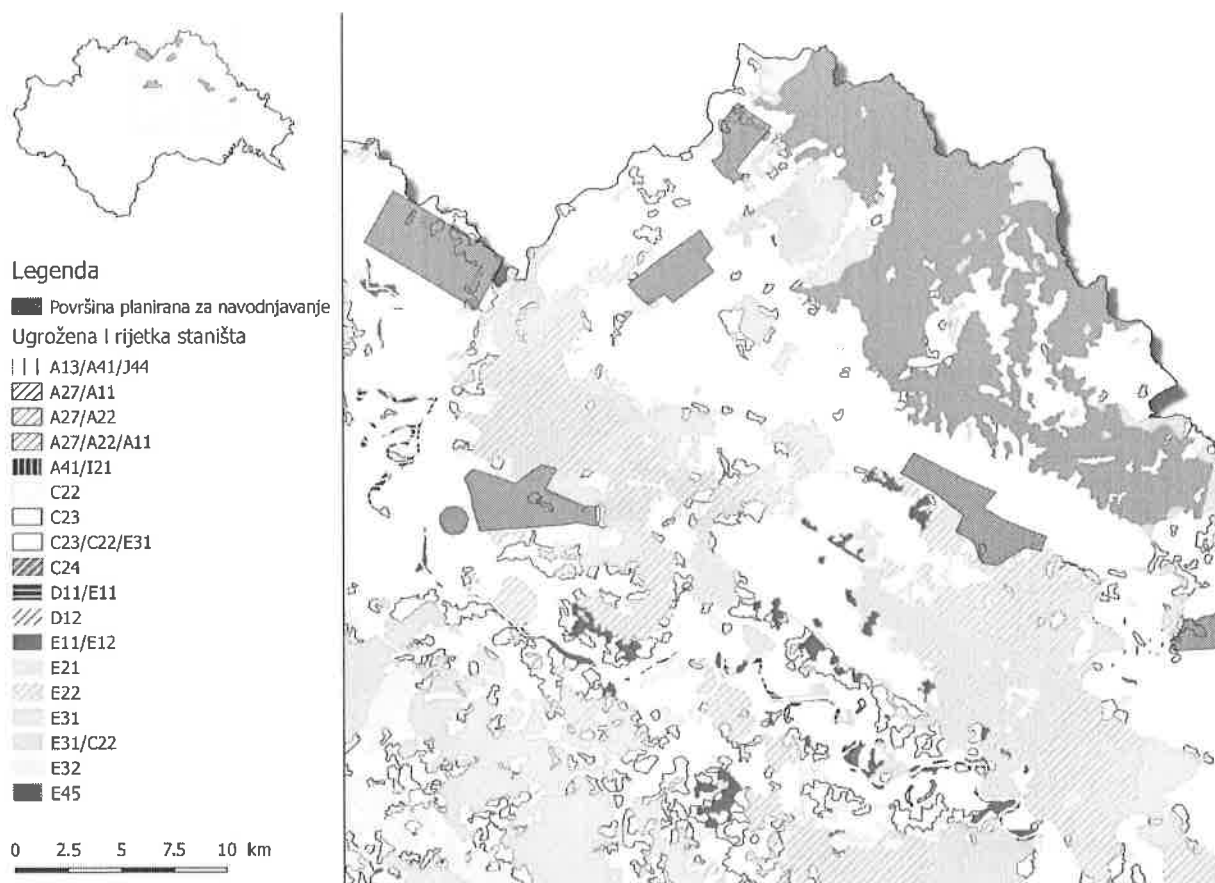 Legenda
Površina planirana za navodnjavanje
Ugrožena i rijetka staništa
A13/A41/J44
A27/A11
A27/A22
A27/A22/A11
A41/I21
C22
C23
C23/C22/E31
C24
D11/E11
D12
E11/E12
E21
E22
E31
E31/C22
E32
E45
0 2.5 5 7.5 10 km